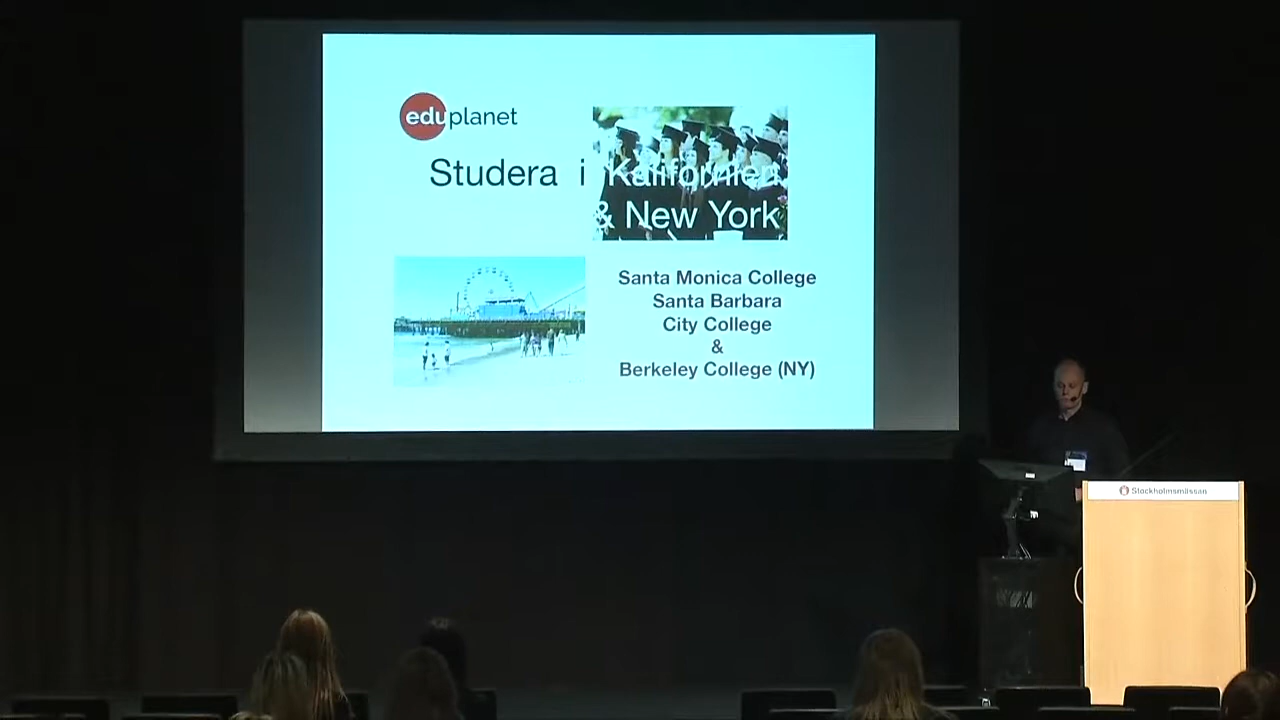 eduplanet
Studera i Kalifornien
& New York
Santa Monica College
Santa Barbara
City College
&
Berkeley College (NY)
Stockholmsmässan